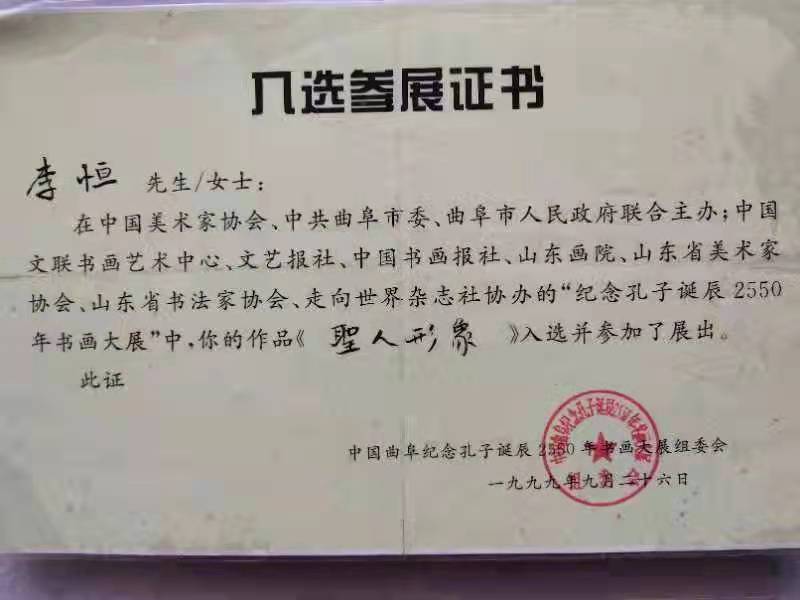 入选参展证书
李恒 先生/女士：
在中国美术家协会、中共曲阜市委、曲阜市人民政府联合主办；中国
文联书画艺术中心、文艺报社、中国书画报社、山东画院、山东省美术家
协会、山东省书法家协会、走向世界杂志社协办的“纪念孔子诞辰2550
年书画大展”中，你的作品《 聖人形象 》入选并参加了展出。
此证
中国曲阜纪念孔子诞辰2550年书画大展组委会
一九九九年九月二十六日